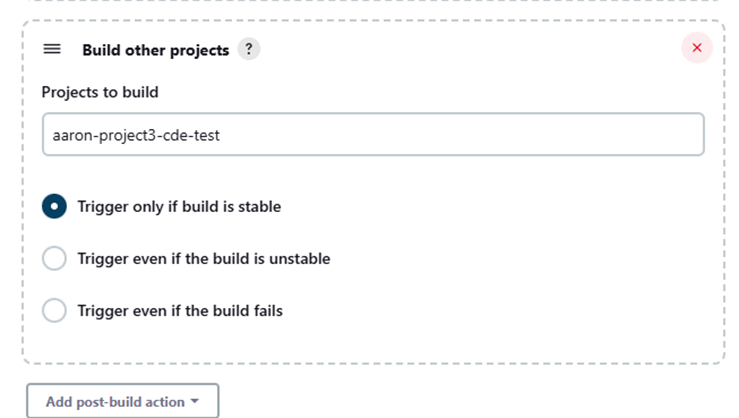 Build other projects ?
Projects to build
aaron-project3-cde-test
Trigger only if build is stable
Trigger even if the build is unstable
Trigger even if the build fails
Add post-build action